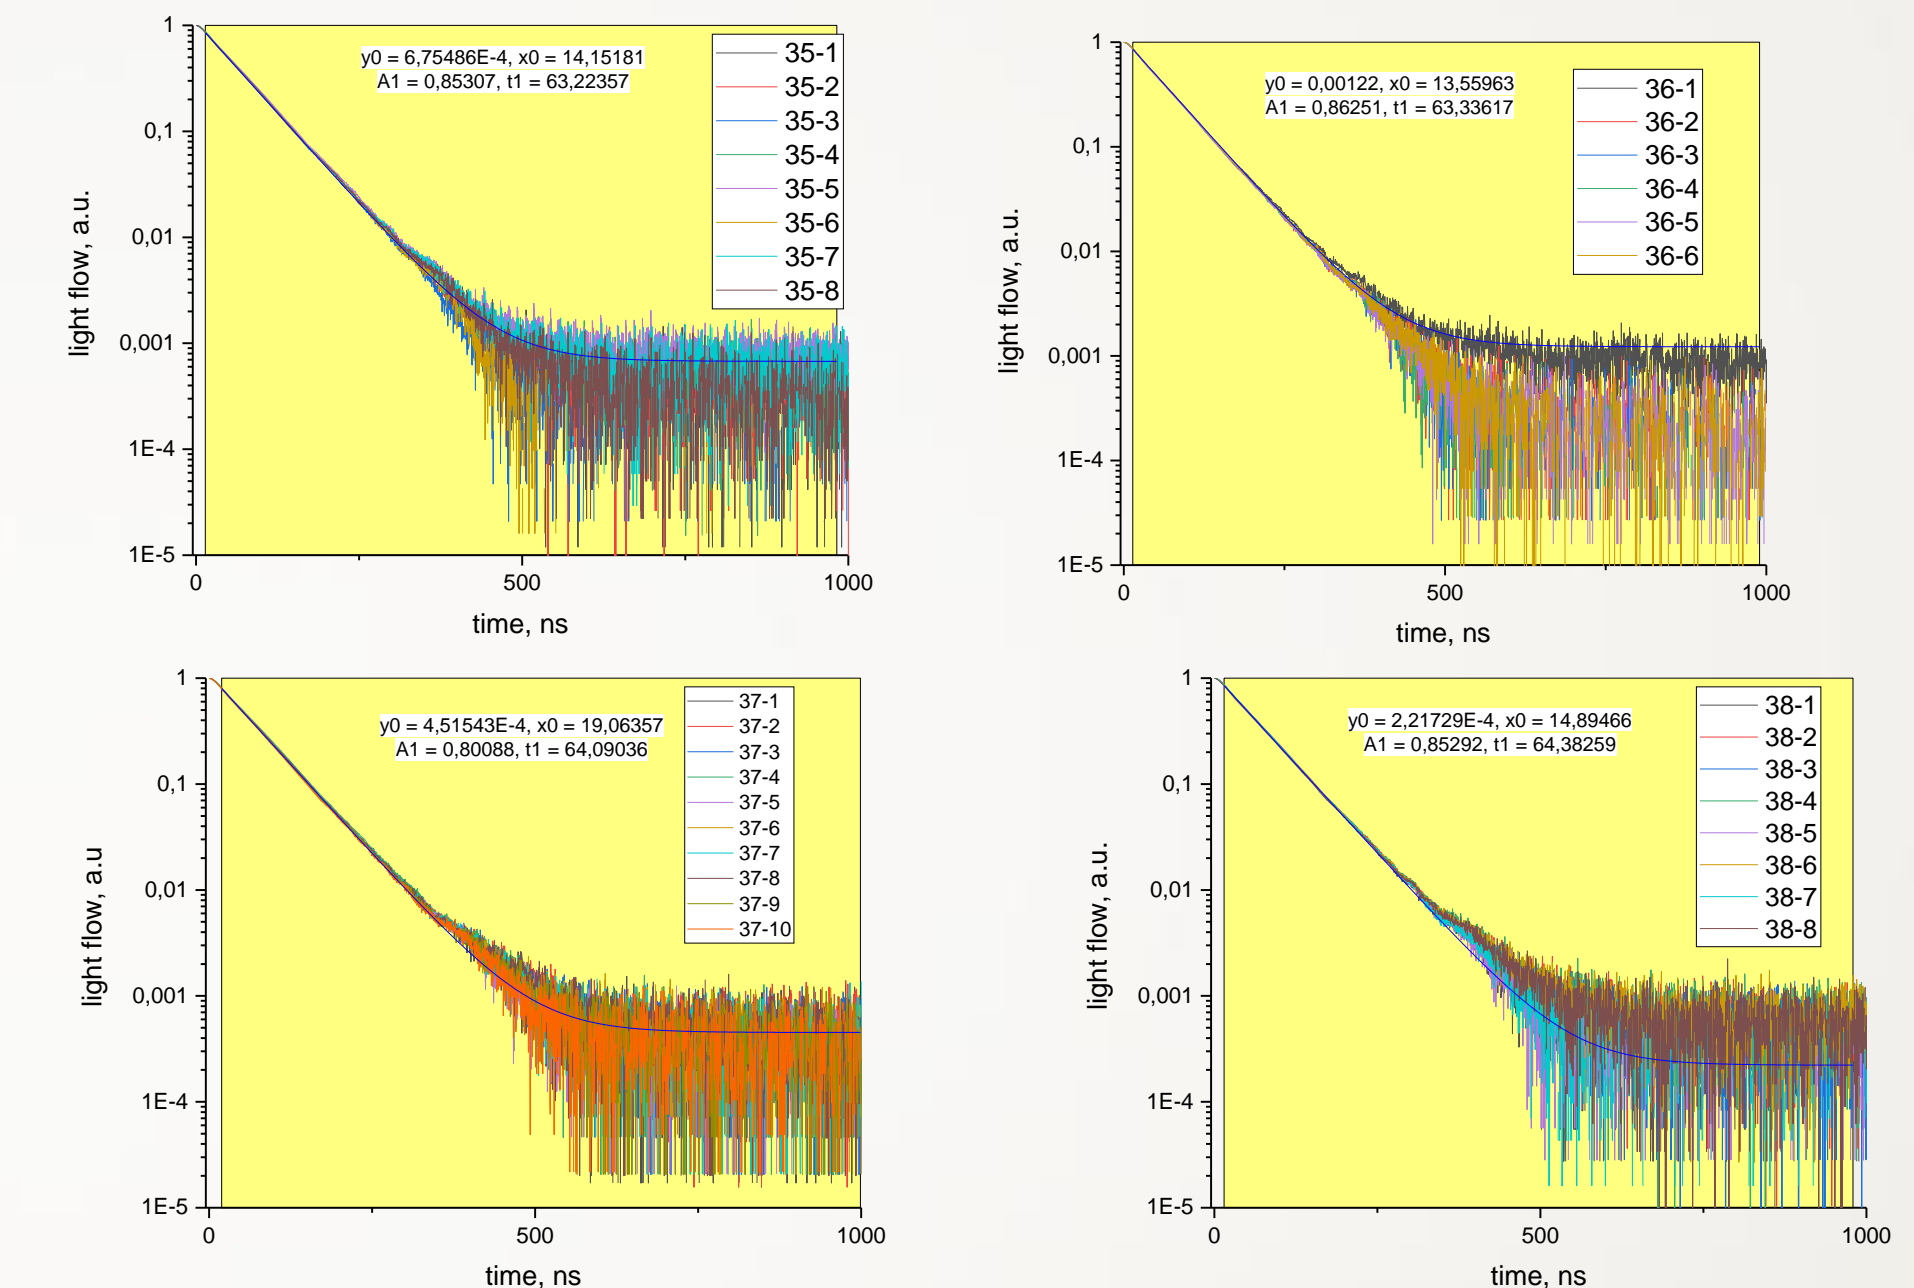 y0 = 6,75486E-4, x0 = 14,15181
A1 = 0,85307, t1 = 63,22357
35-1
35-2
35-3
35-4
35-5
35-6
35-7
35-8
1
0,1
0,01
0,001
1E-4
1E-5
0
500
1000
light flow, a.u.
time, ns
y0 = 0,00122, x0 = 13,55963
A1 = 0,86251, t1 = 63,33617
36-1
36-2
36-3
36-4
36-5
36-6
1
0,1
0,01
0,001
1E-4
1E-5
0
500
1000
light flow, a.u.
time, ns
y0 = 4,51543E-4, x0 = 19,06357
A1 = 0,80088, t1 = 64,09036
37-1
37-2
37-3
37-4
37-5
37-6
37-7
37-8
37-9
37-10
1
0,1
0,01
0,001
1E-4
1E-5
0
500
1000
light flow, a.u
time, ns
y0 = 2,21729E-4, x0 = 14,89466
A1 = 0,85292, t1 = 64,38259
38-1
38-2
38-3
38-4
38-5
38-6
38-7
38-8
1
0,1
0,01
0,001
1E-4
1E-5
0
500
1000
light flow, a.u.
time, ns